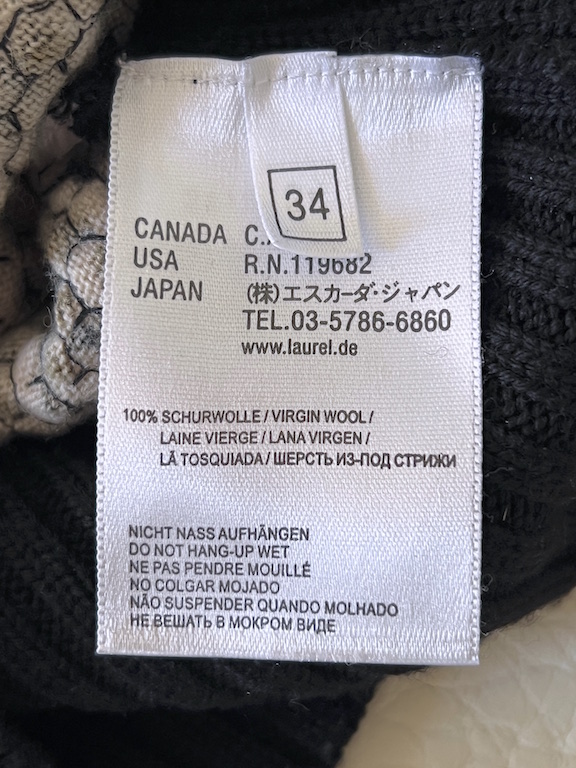 34
CANADA C.
USA R.N.119682
JAPAN (株)エスカーダ・ジャパン
TEL.03-5786-6860
www.laurel.de
100% SCHURWOLLE / VIRGIN WOOL /
LAINE VIERGE / LANA VIRGEN /
LÃ TOSQUIADA / ШЕРСТЬ ИЗ-ПОД СТРИЖИ
NICHT NASS AUFHÄNGEN
DO NOT HANG-UP WET
NE PAS PENDRE MOUILLÉ
NO COLGAR MOJADO
NÃO SUSPENDER QUANDO MOLHADO
НЕ ВЕШАТЬ В МОКРОМ ВИДЕ